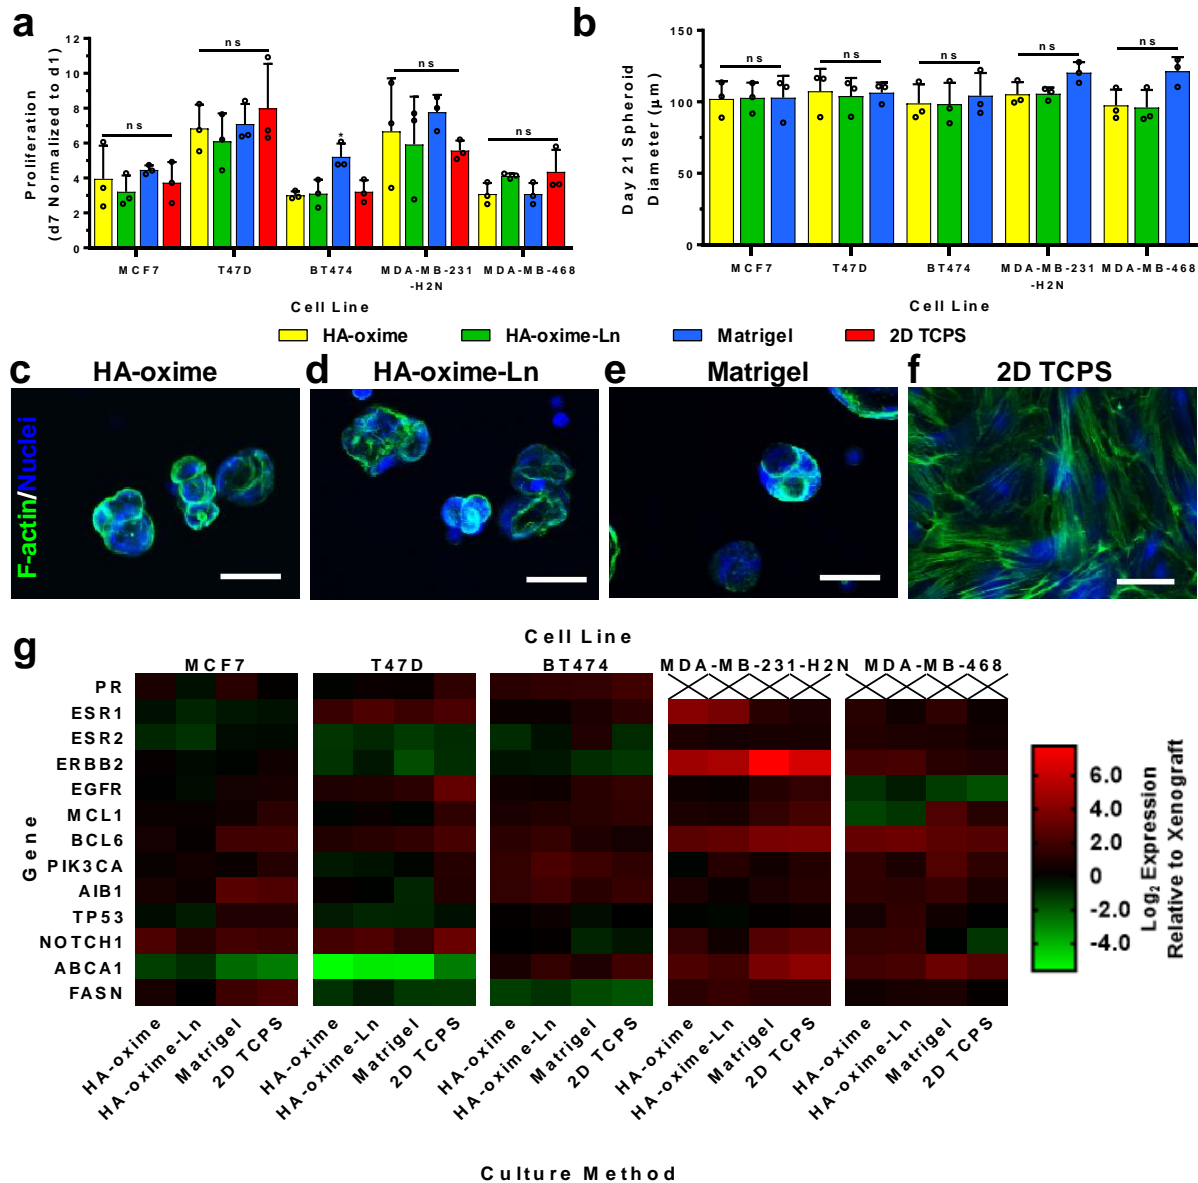 a
b
ns
ns
*
ns
ns
Proliferation
(d7 Normalized to d1)
12
10
8
6
4
2
0
MCF7
T47D
BT474
MDA-MB-231
-H2N
MDA-MB-468
Cell Line
ns
ns
ns
ns
ns
Day 21 Spheroid
Diameter (µm)
150
100
50
0
MCF7
T47D
BT474
MDA-MB-231
-H2N
MDA-MB-468
Cell Line
HA-oxime
HA-oxime-Ln
Matrigel
2D TCPS
c HA-oxime
d HA-oxime-Ln
e Matrigel
f 2D TCPS
F-actin/Nuclei
g
Cell Line
MCF7
T47D
BT474
MDA-MB-231-H2N
MDA-MB-468
Gene
PR
ESR1
ESR2
ERBB2
EGFR
MCL1
BCL6
PIK3CA
AIB1
TP53
NOTCH1
ABCA1
FASN
HA-oxime
HA-oxime-Ln
Matrigel
2D TCPS
HA-oxime
HA-oxime-Ln
Matrigel
2D TCPS
HA-oxime
HA-oxime-Ln
Matrigel
2D TCPS
HA-oxime
HA-oxime-Ln
Matrigel
2D TCPS
HA-oxime
HA-oxime-Ln
Matrigel
2D TCPS
Culture Method
6.0
4.0
2.0
0
-2.0
-4.0
Log₂ Expression
Relative to Xenograft